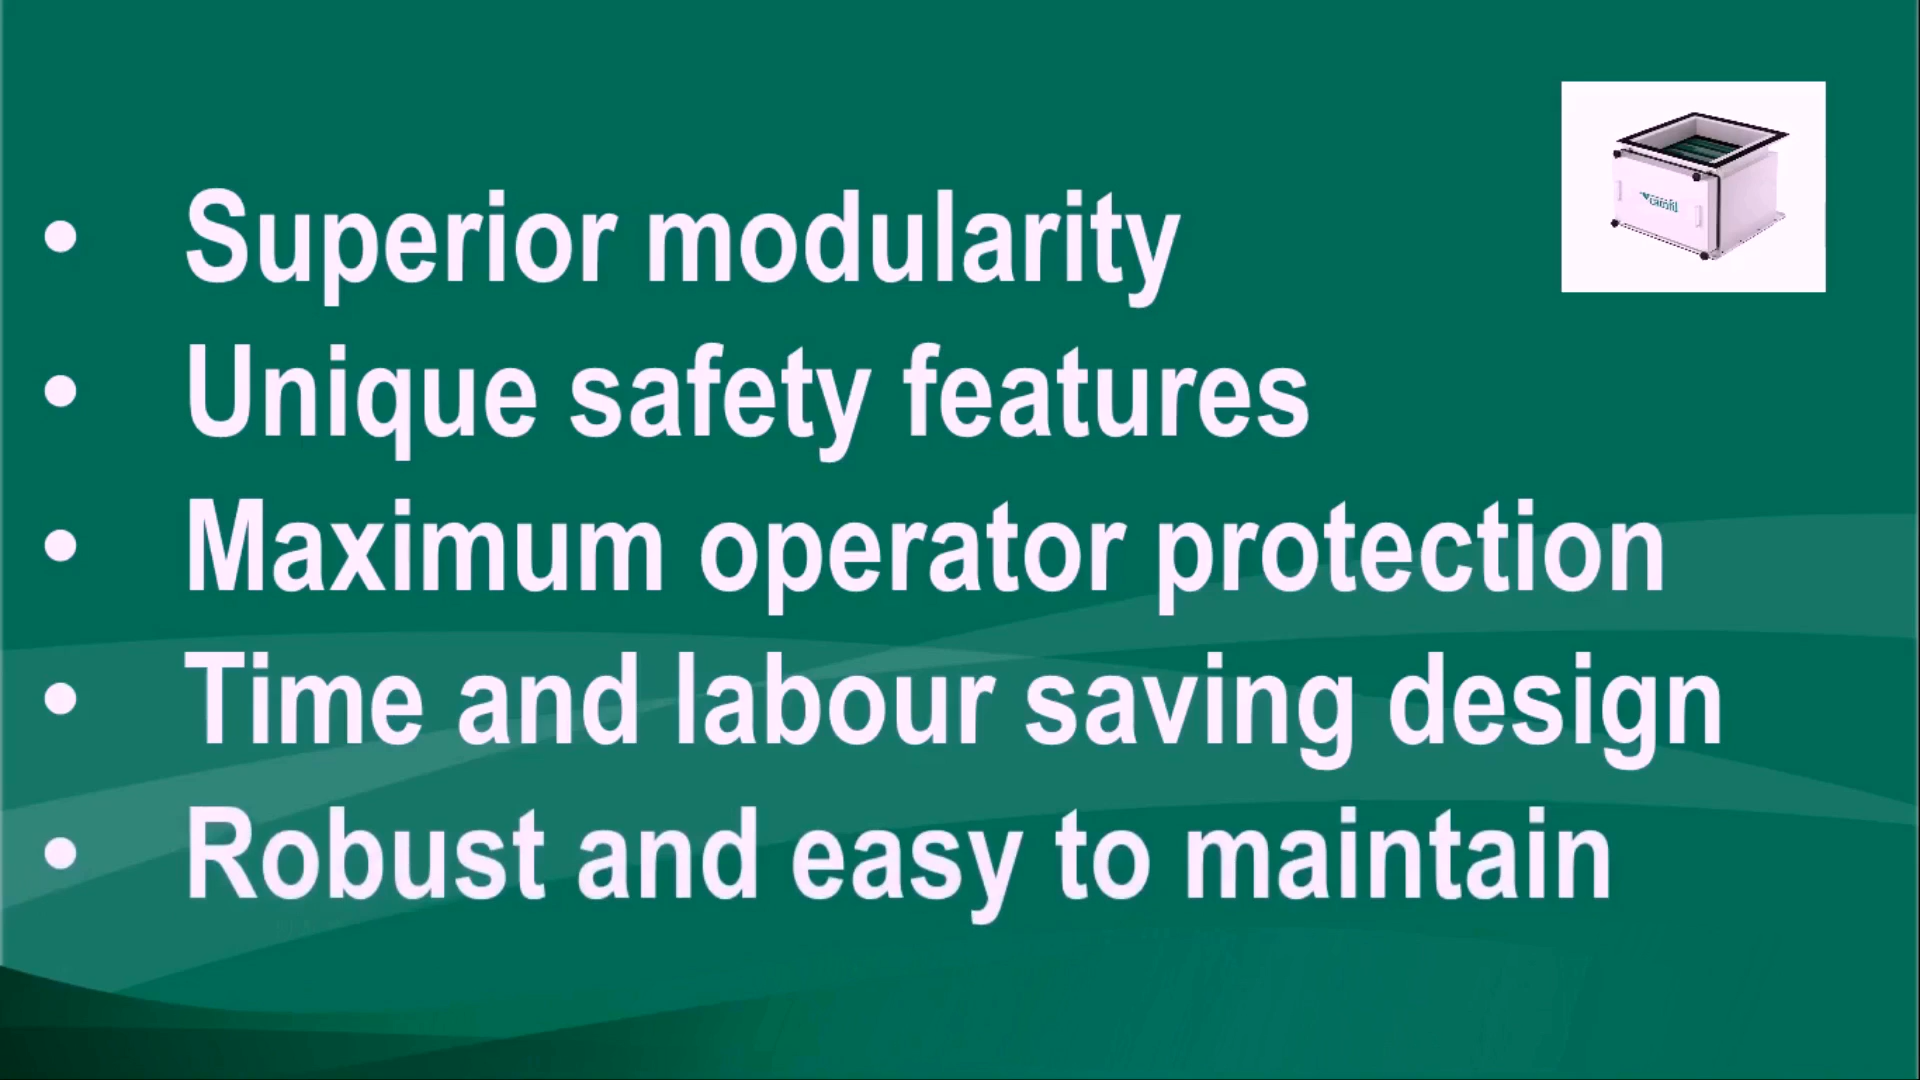 • Superior modularity
• Unique safety features
• Maximum operator protection
• Time and labour saving design
• Robust and easy to maintain